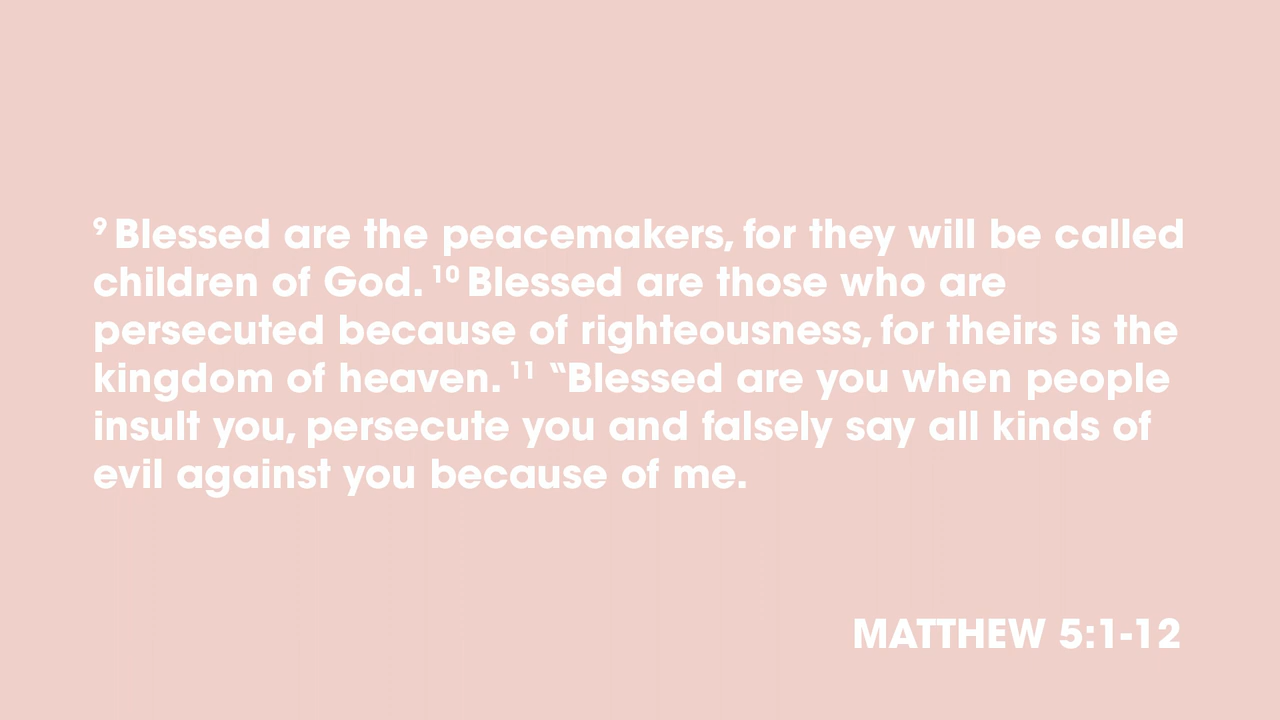 ⁹ Blessed are the peacemakers, for they will be called
children of God. ¹⁰ Blessed are those who are
persecuted because of righteousness, for theirs is the
kingdom of heaven. ¹¹ “Blessed are you when people
insult you, persecute you and falsely say all kinds of
evil against you because of me.
MATTHEW 5:1-12